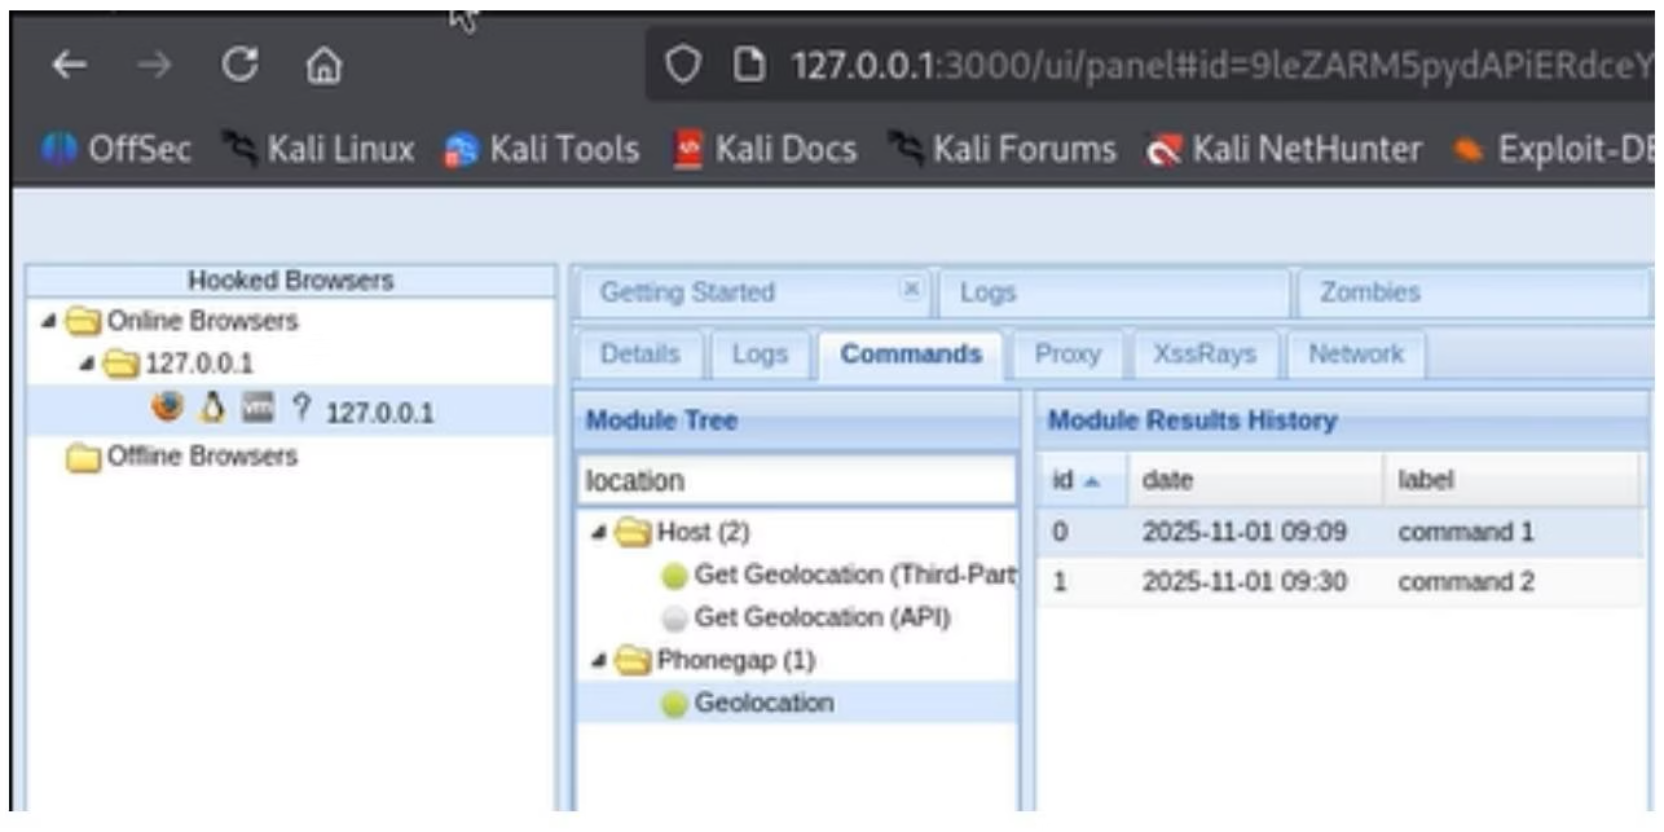 127.0.0.1:3000/ui/panel#id=9leZARM5pydAPiERdceY
OffSec Kali Linux Kali Tools Kali Docs Kali Forums Kali NetHunter Exploit-DB
Hooked Browsers
Online Browsers
127.0.0.1
? 127.0.0.1
Offline Browsers
Getting Started Logs Zombies
Details Logs Commands Proxy XssRays Network
Module Tree
location
Host (2)
Get Geolocation (Third-Part
Get Geolocation (API)
Phonegap (1)
Geolocation
Module Results History
id date label
0 2025-11-01 09:09 command 1
1 2025-11-01 09:30 command 2